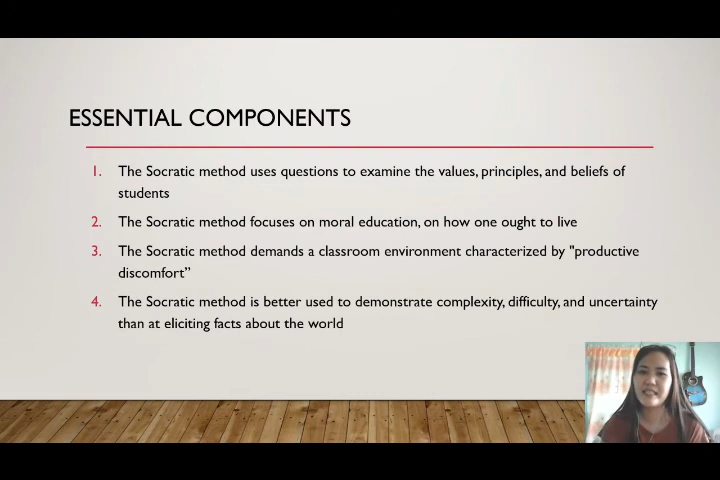 ESSENTIAL COMPONENTS
1. The Socratic method uses questions to examine the values, principles, and beliefs of
students
2. The Socratic method focuses on moral education, on how one ought to live
3. The Socratic method demands a classroom environment characterized by "productive
discomfort”
4. The Socratic method is better used to demonstrate complexity, difficulty, and uncertainty
than at eliciting facts about the world